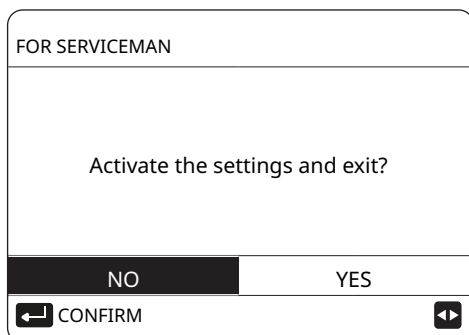 FOR SERVICEMAN
Activate the settings and exit?
NO YES
CONFIRM